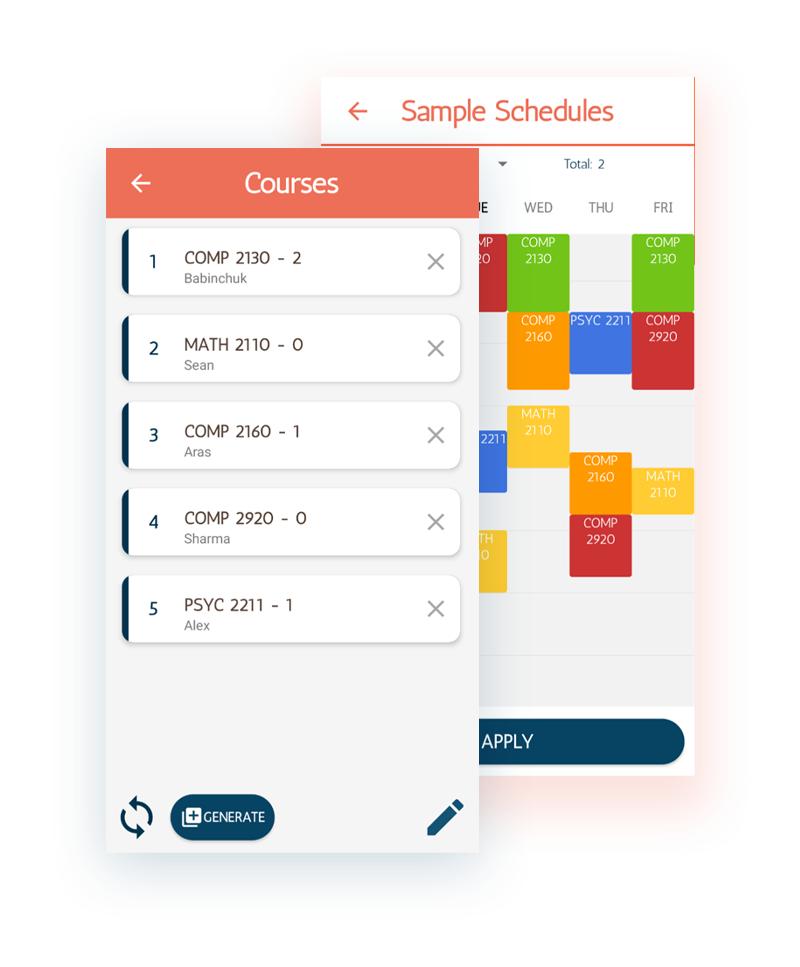 Sample Schedules
Courses
Total: 2
UE WED THU FRI
1 COMP 2130 - 2
Babinchuk
2 MATH 2110 - 0
Sean
3 COMP 2160 - 1
Aras
4 COMP 2920 - 0
Sharma
5 PSYC 2211 - 1
Alex
GENERATE
MP
20
COMP
2130
COMP
2130
COMP
2160
PSYC 2211
COMP
2920
MATH
2110
2211
COMP
2160
MATH
2110
COMP
2920
TH
0
APPLY